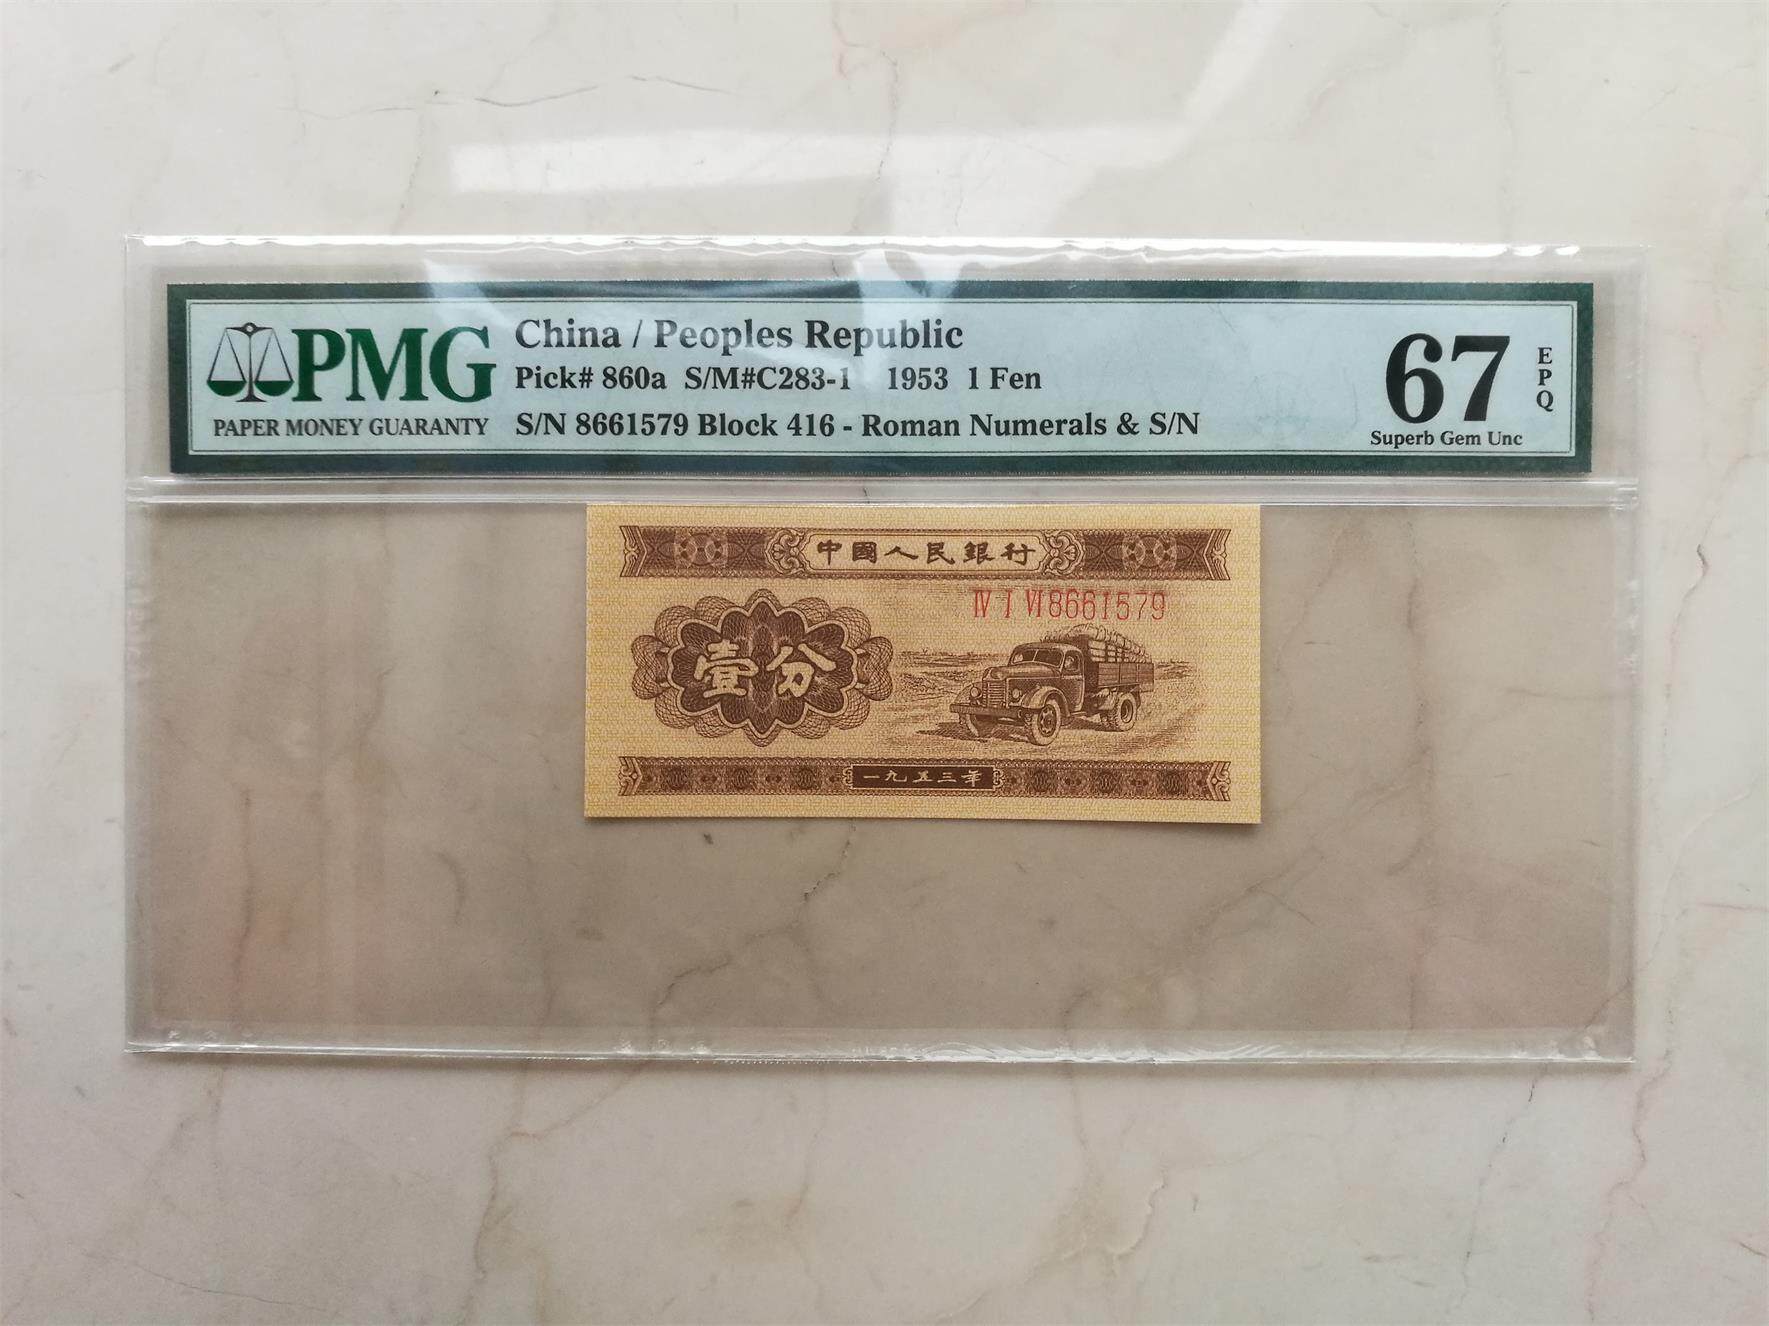 PMG
PAPER MONEY GUARANTY
China / Peoples Republic
Pick# 860a S/M#C283-1 1953 1 Fen
S/N 8661579 Block 416 - Roman Numerals & S/N
67
EPQ
Superb Gem Unc
中國人民銀行
Ⅳ Ⅰ Ⅵ 8661579
壹分
一九五三年